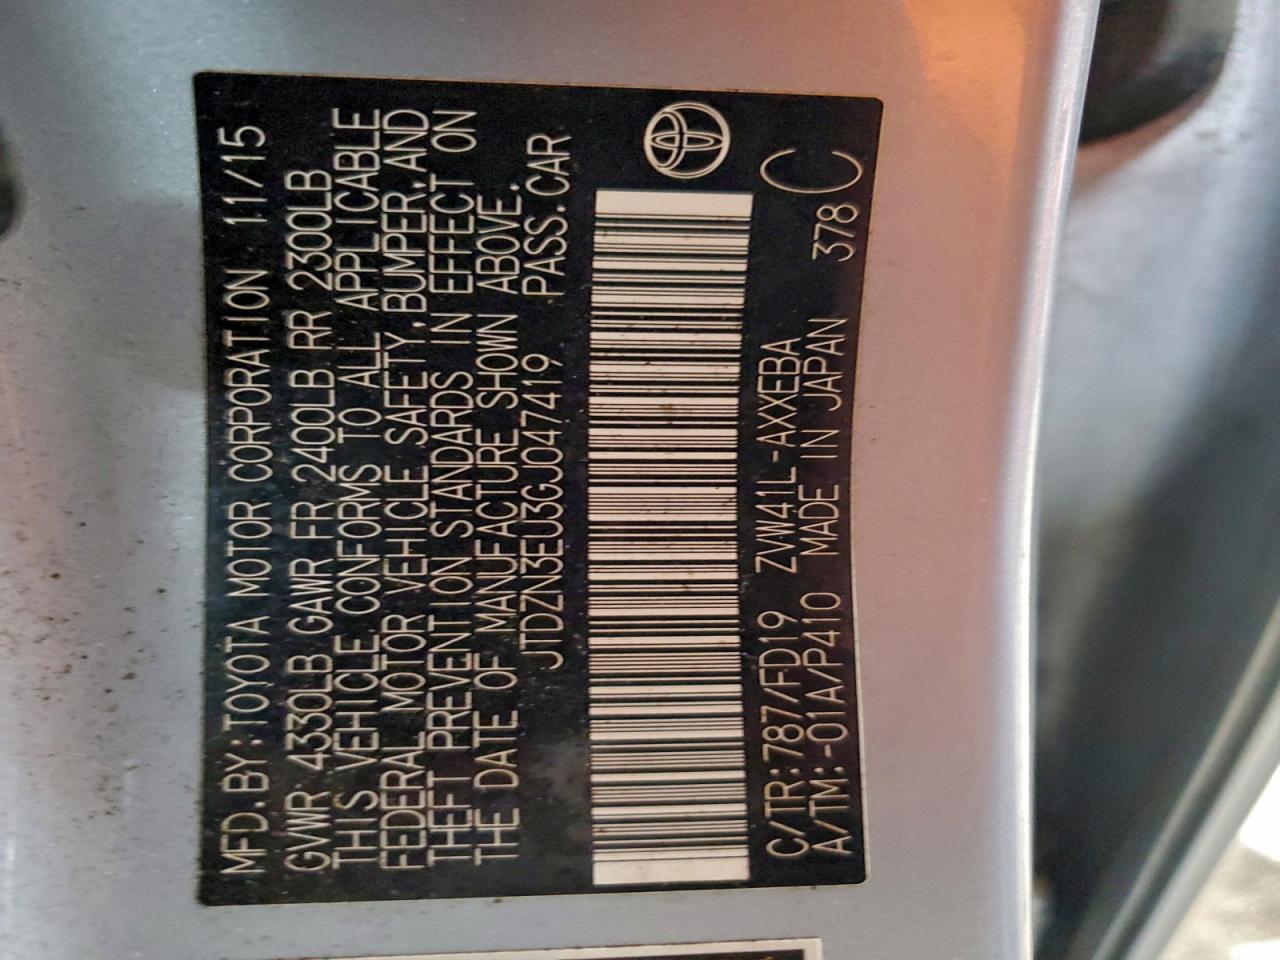 MFD.BY:TOYOTA MOTOR CORPORATION 11/15
GVWR 4330LB GAWR FR 2400LB RR 2300LB
THIS VEHICLE CONFORMS TO ALL APPLICABLE
FEDERAL MOTOR VEHICLE SAFETY,BUMPER,AND
THEFT PREVENTION STANDARDS IN EFFECT ON
THE DATE OF MANUFACTURE SHOWN ABOVE.
JTDZN3EU3GJ047419 PASS.CAR
C/TR:787/FD19 ZVW41L-AXXEBA
A/TM:-01A/P410 MADE IN JAPAN 378 C